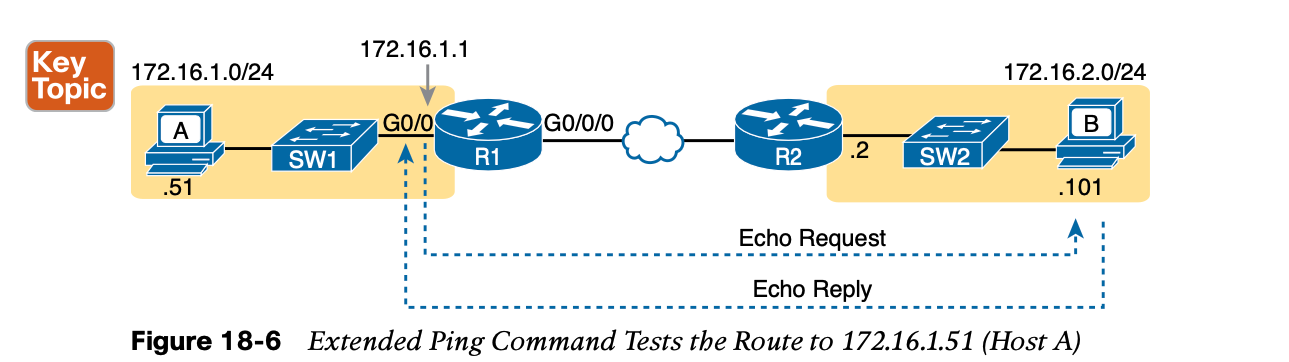 172.16.1.1
Key
Topic
172.16.1.0/24
172.16.2.0/24
A
G0/0
G0/0/0
B
SW1
R1
R2
.2
SW2
.51
.101
Echo Request
Echo Reply
Figure 18-6 Extended Ping Command Tests the Route to 172.16.1.51 (Host A)